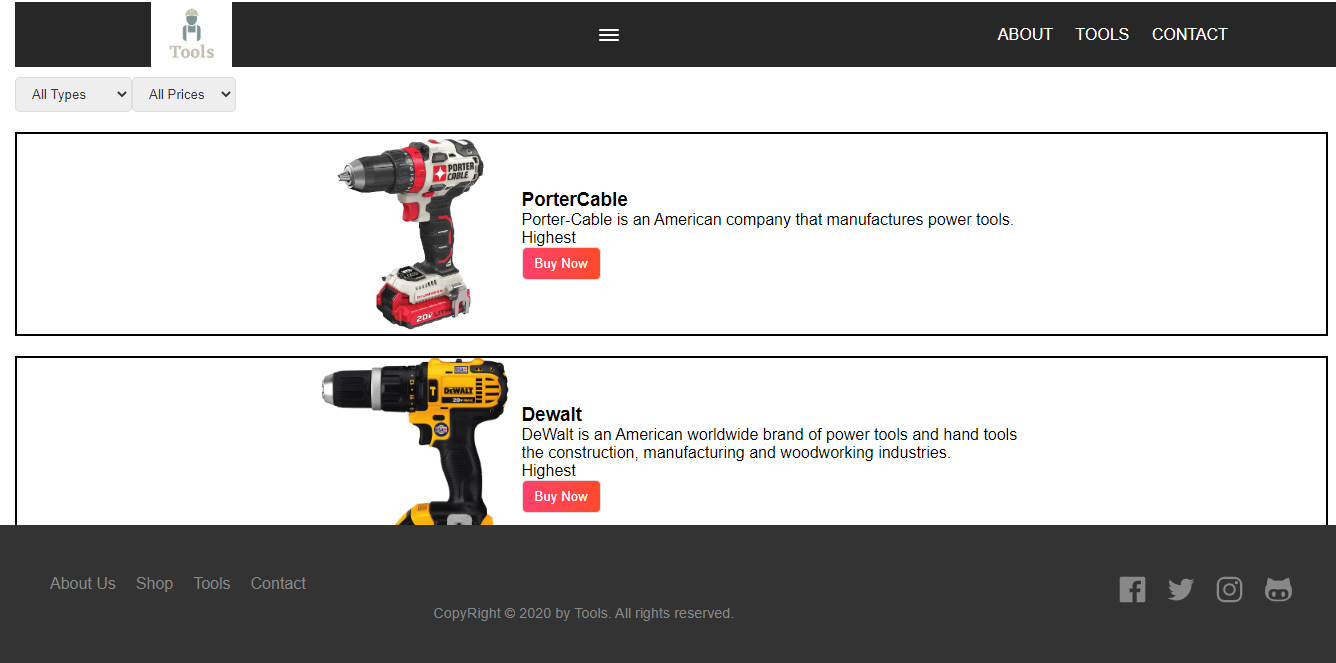 Tools
ABOUT TOOLS CONTACT
All Types All Prices
PORTER
CABLE
20V
PorterCable
Porter-Cable is an American company that manufactures power tools.
Highest
Buy Now
DEWALT
20V MAX
Dewalt
DeWalt is an American worldwide brand of power tools and hand tools
the construction, manufacturing and woodworking industries.
Highest
Buy Now
About Us Shop Tools Contact
CopyRight © 2020 by Tools. All rights reserved.